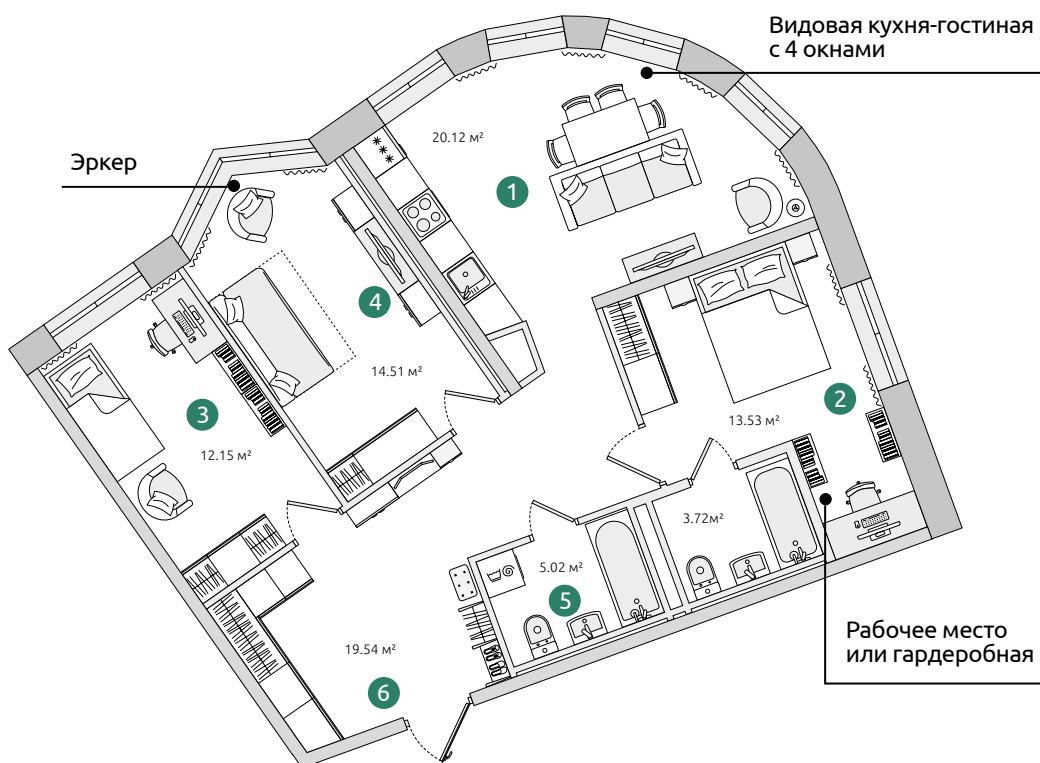 Видовая кухня-гостиная
с 4 окнами
Эркер
20.12 м²
1
4
14.51 м²
3
12.15 м²
2
13.53 м²
3.72м²
5.02 м²
5
19.54 м²
6
Рабочее место
или гардеробная